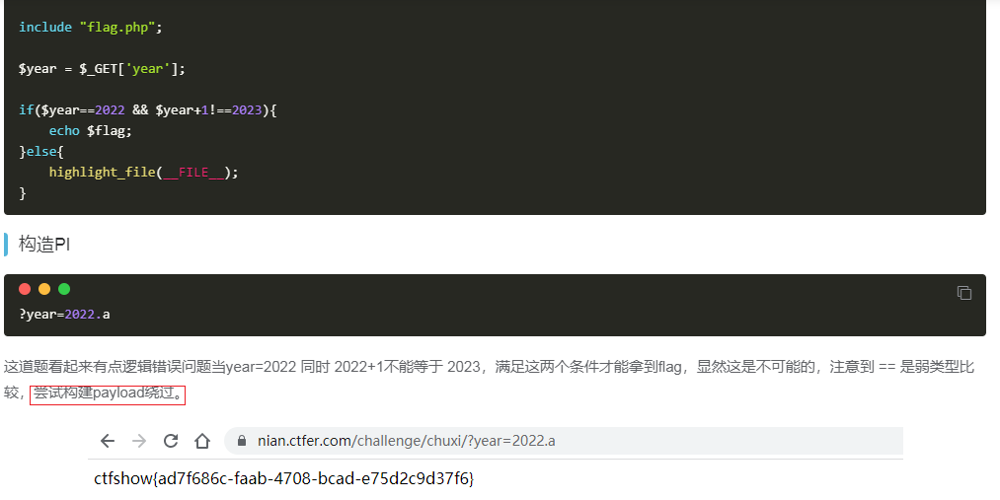 include "flag.php";
$year = $_GET['year'];
if($year==2022 && $year+1!==2023){
    echo $flag;
}else{
    highlight_file(__FILE__);
}
构造Pl
?year=2022.a
这道题看起来有点逻辑错误问题当year=2022 同时 2022+1不能等于 2023，满足这两个条件才能拿到flag，显然这是不可能的，注意到 == 是弱类型比
较，尝试构建payload绕过。
nian.ctfer.com/challenge/chuxi/?year=2022.a
ctfshow{ad7f686c-faab-4708-bcad-e75d2c9d37f6}